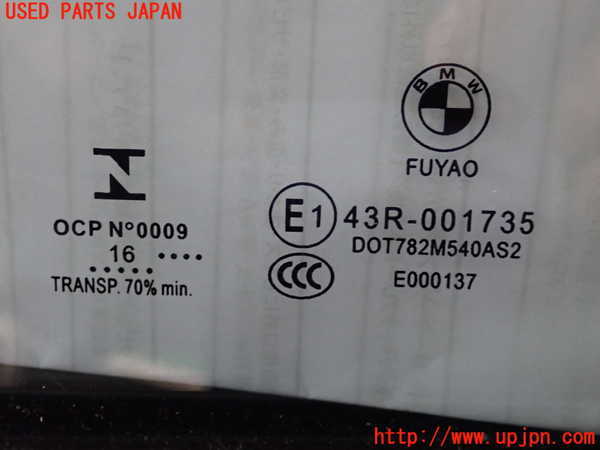 USED PARTS JAPAN
BMW
FUYAO
OCP Nº0009
16 ....
.....
TRANSP. 70% min.
E1 43R-001735
DOT782M540AS2
CCC
E000137
http://www.upjpn.com/